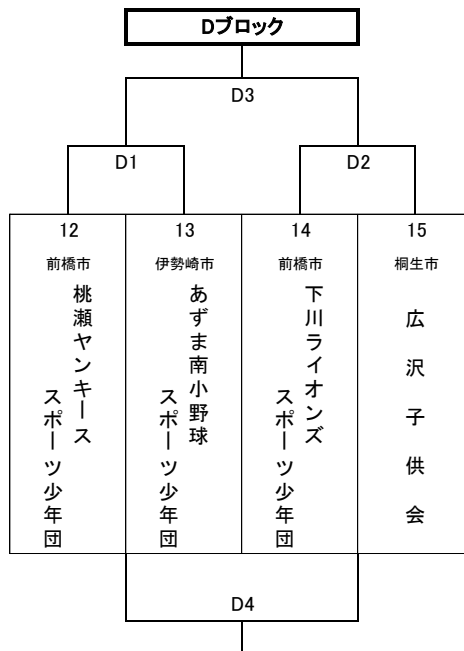 Dブロック
D3
D1
D2
12
前橋市
桃瀬ヤンキース
スポーツ少年団
13
伊勢崎市
あずま南小野球
スポーツ少年団
14
前橋市
下川ライオンズ
スポーツ少年団
15
桐生市
広沢子供会
D4